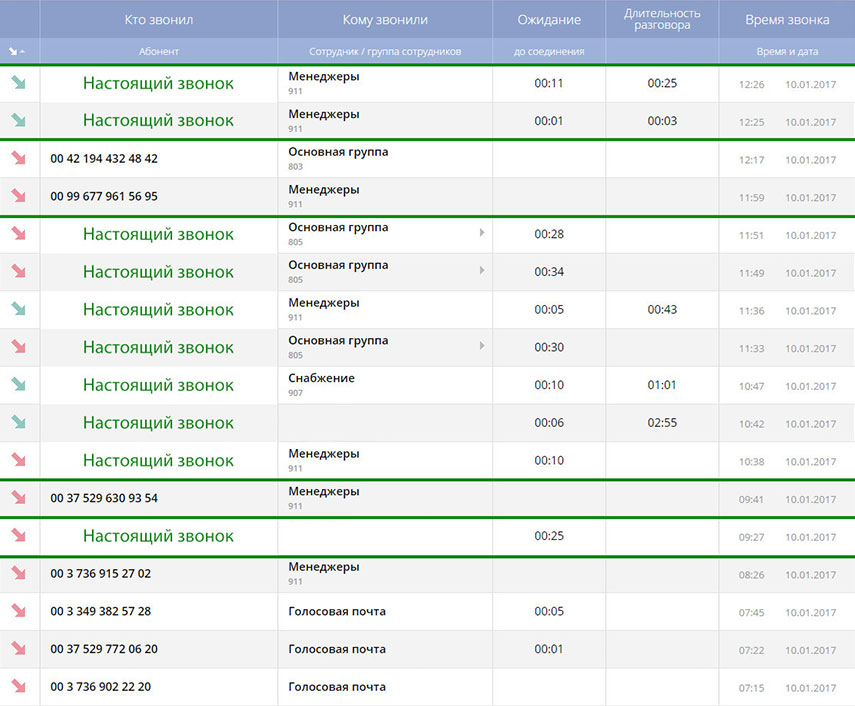 Кто звонил Кому звонили Ожидание Длительность разговора Время звонка
Абонент Сотрудник / группа сотрудников до соединения Время и дата
Настоящий звонок Менеджеры 00:11 00:25 12:26 10.01.2017
911
Настоящий звонок Менеджеры 00:01 00:03 12:25 10.01.2017
911
00 42 194 432 48 42 Основная группа 12:17 10.01.2017
803
00 99 677 961 56 95 Менеджеры 11:59 10.01.2017
911
Настоящий звонок Основная группа 00:28 11:51 10.01.2017
805
Настоящий звонок Основная группа 00:34 11:49 10.01.2017
805
Настоящий звонок Менеджеры 00:05 00:43 11:36 10.01.2017
911
Настоящий звонок Основная группа 00:30 11:33 10.01.2017
805
Настоящий звонок Снабжение 00:10 01:01 10:47 10.01.2017
907
Настоящий звонок 00:06 02:55 10:42 10.01.2017
Настоящий звонок Менеджеры 00:10 10:38 10.01.2017
911
00 37 529 630 93 54 Менеджеры 09:41 10.01.2017
911
Настоящий звонок 00:25 09:27 10.01.2017
00 3 736 915 27 02 Менеджеры 08:26 10.01.2017
911
00 3 349 382 57 28 Голосовая почта 00:05 07:45 10.01.2017
00 37 529 772 06 20 Голосовая почта 00:01 07:22 10.01.2017
00 3 736 902 22 20 Голосовая почта 07:15 10.01.2017